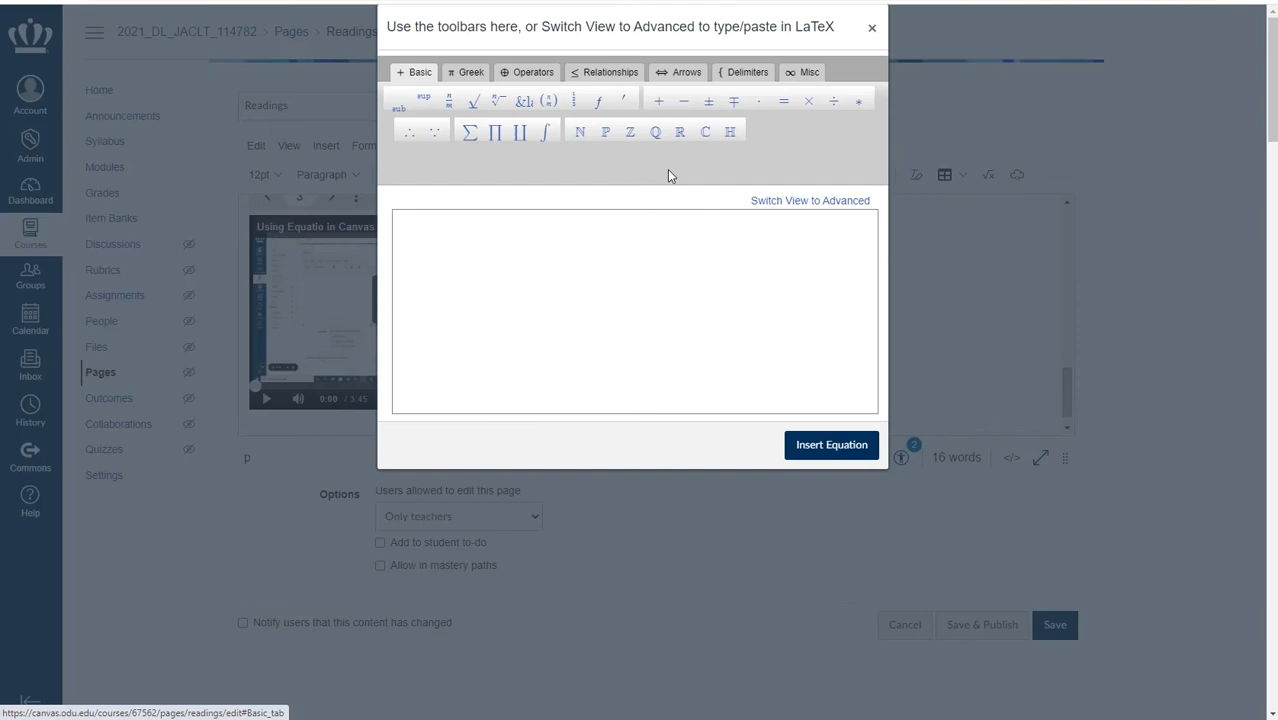 Use the toolbars here, or Switch View to Advanced to type/paste in LaTeX
×
2021_DL_JACLT_114782 › Pages › Readings
+ Basic
π Greek
⊕ Operators
≤ Relationships
⇔ Arrows
{ Delimiters
∞ Misc
sub sup n/m √ n√ &l (n m) f ′ + − ± ∓ · = × ÷ *
∴ ∵ ∑ ∏ ∐ ∫ ℕ ℙ ℤ ℚ ℝ ℂ ℍ
Switch View to Advanced
Insert Equation
Account
Admin
Dashboard
Courses
Groups
Calendar
Inbox
History
Commons
Help
Home
Announcements
Syllabus
Modules
Grades
Item Banks
Discussions
Rubrics
Assignments
People
Files
Pages
Outcomes
Collaborations
Quizzes
Settings
Readings
Edit View Insert Form
12pt Paragraph
3
Using Equatio in Canvas
0:00 / 3:45
p
2
16 words
</>
Options
Users allowed to edit this page
Only teachers
Add to student to-do
Allow in mastery paths
Notify users that this content has changed
Cancel
Save & Publish
Save
https://canvas.odu.edu/courses/67562/pages/readings/edit#Basic_tab